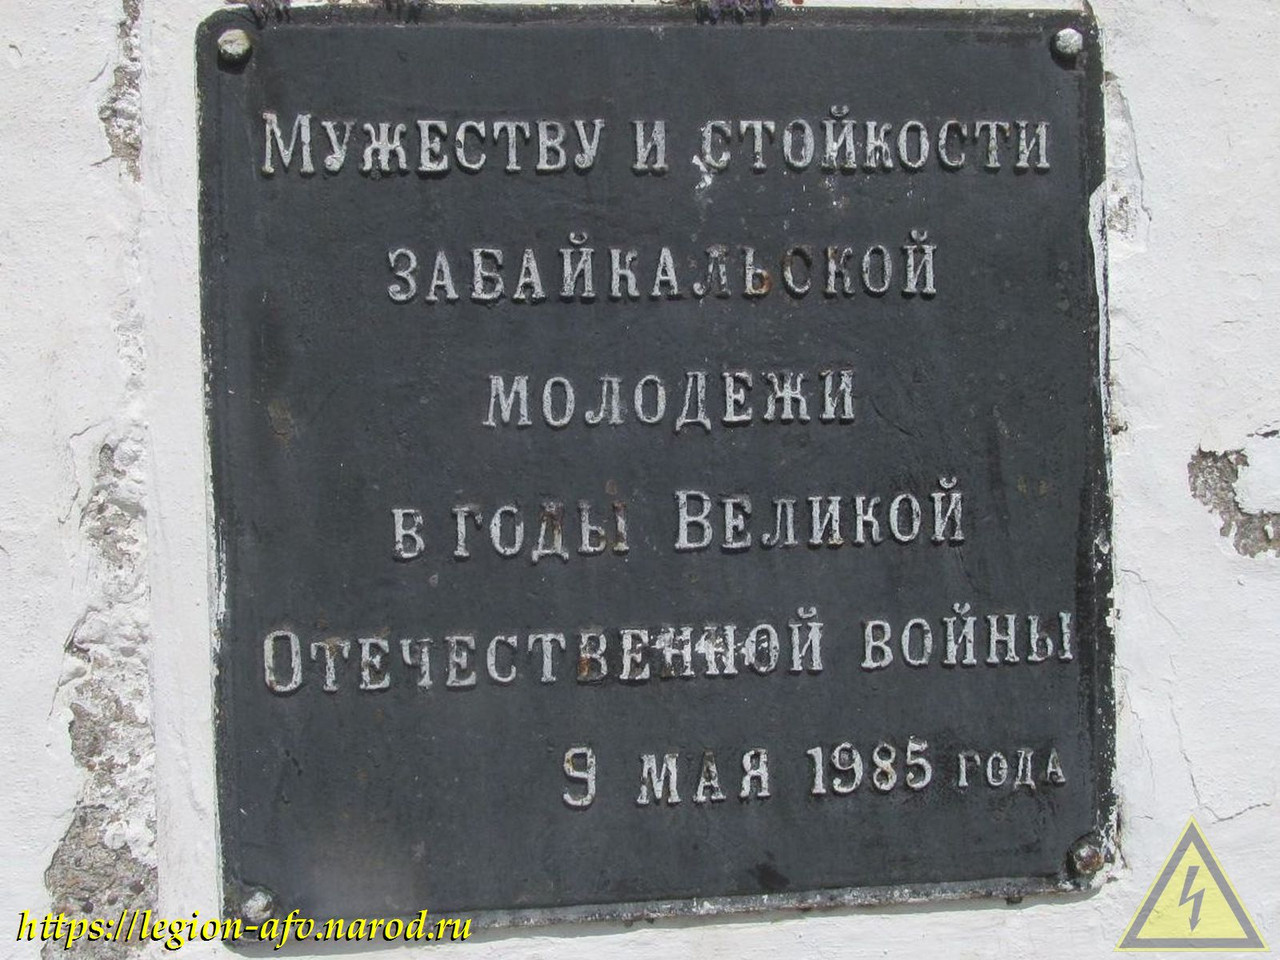 Мужеству и стойкости
забайкальской
молодежи
в годы Великой
Отечественной войны
9 мая 1985 года
https://legion-afv.narod.ru